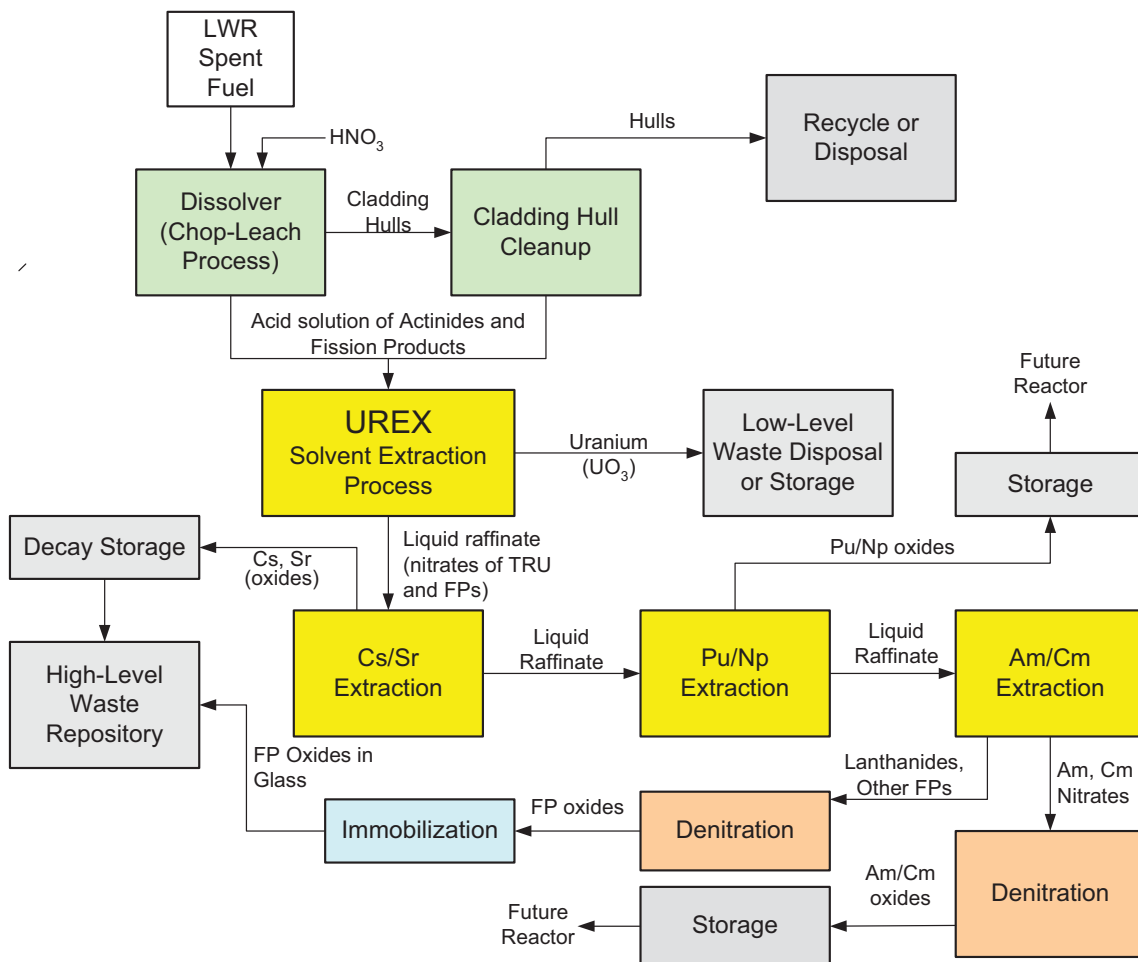 LWR
Spent
Fuel
HNO₃
Dissolver
(Chop-Leach
Process)
Cladding
Hulls
Cladding Hull
Cleanup
Hulls
Recycle or
Disposal
Acid solution of Actinides and
Fission Products
UREX
Solvent Extraction
Process
Uranium
(UO₃)
Low-Level
Waste Disposal
or Storage
Future
Reactor
Storage
Pu/Np oxides
Decay Storage
Cs, Sr
(oxides)
Liquid raffinate
(nitrates of TRU
and FPs)
High-Level
Waste
Repository
Cs/Sr
Extraction
Liquid
Raffinate
Pu/Np
Extraction
Liquid
Raffinate
Am/Cm
Extraction
FP Oxides in
Glass
Immobilization
FP oxides
Denitration
Lanthanides,
Other FPs
Am, Cm
Nitrates
Denitration
Am/Cm
oxides
Storage
Future
Reactor